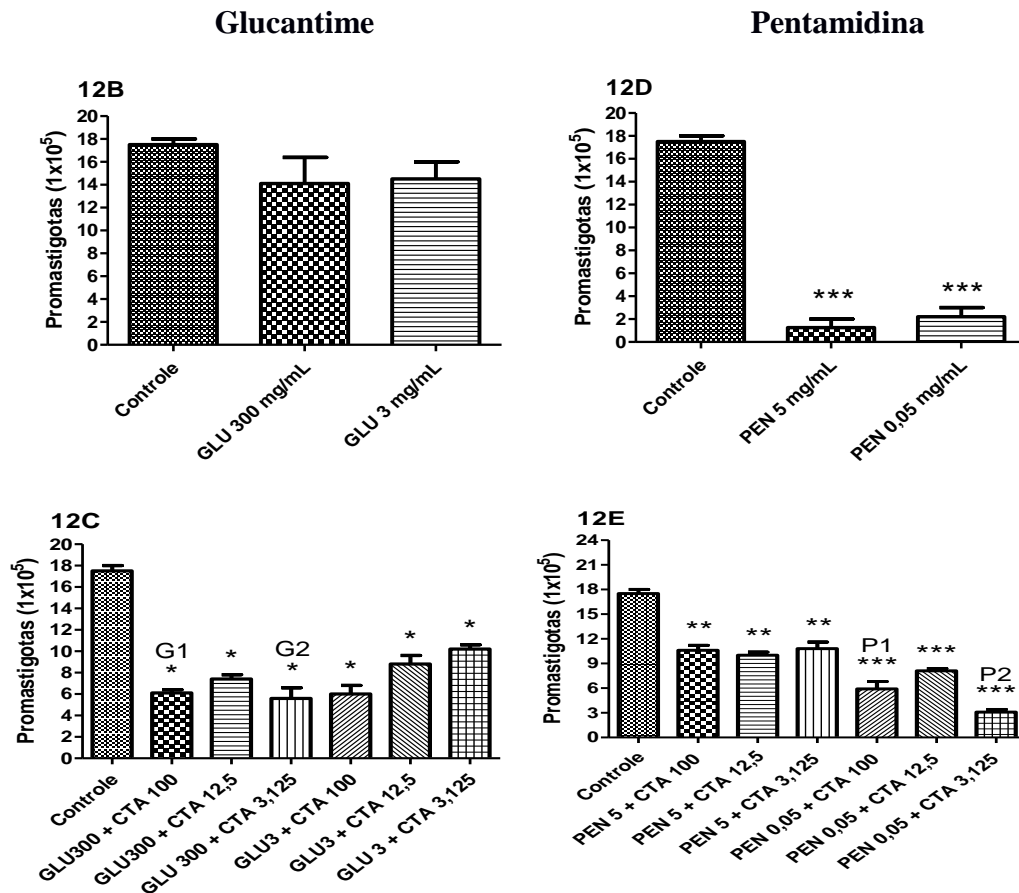 Glucantime
Pentamidina
12B
Promastigotas (1x10⁵)
20
18
16
14
12
10
8
6
4
2
0
Controle
GLU 300 mg/mL
GLU 3 mg/mL
12D
Promastigotas (1x10⁵)
20
18
16
14
12
10
8
6
4
2
0
***
***
Controle
PEN 5 mg/mL
PEN 0,05 mg/mL
12C
Promastigotas (1x10⁵)
20
18
16
14
12
10
8
6
4
2
0
G1
*
*
G2
*
*
*
*
Controle
GLU300 + CTA 100
GLU300 + CTA 12,5
GLU 300 + CTA 3,125
GLU3 + CTA 100
GLU3 + CTA 12,5
GLU 3 + CTA 3,125
12E
Promastigotas (1x10⁵)
24
21
18
15
12
9
6
3
0
**
**
**
P1
***
***
P2
***
Controle
PEN 5 + CTA 100
PEN 5 + CTA 12,5
PEN 5 + CTA 3,125
PEN 0,05 + CTA 100
PEN 0,05 + CTA 12,5
PEN 0,05 + CTA 3,125